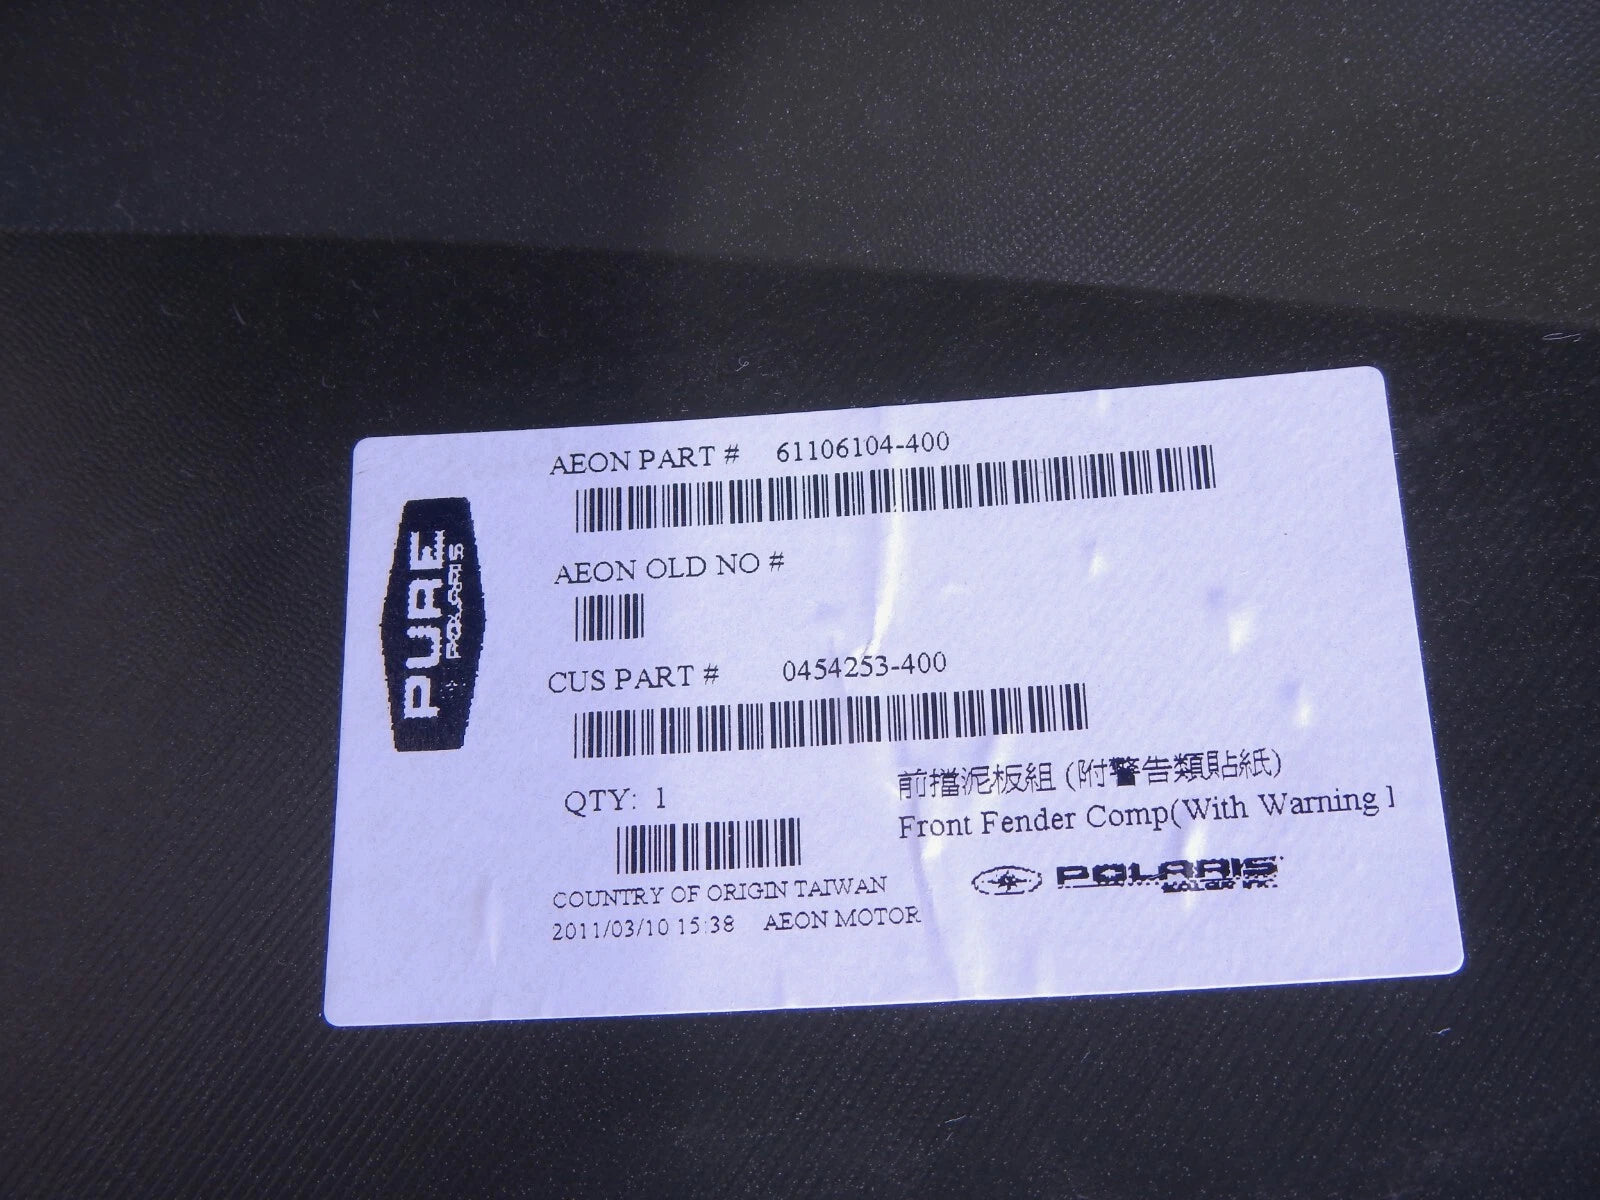 PURE
POLARIS
AEON PART # 61106104-400
AEON OLD NO #
CUS PART # 0454253-400
QTY: 1
前擋泥板組 (附警告類貼紙)
Front Fender Comp(With Warning l
POLARIS
COUNTRY OF ORIGIN TAIWAN
2011/03/10 15:38 AEON MOTOR